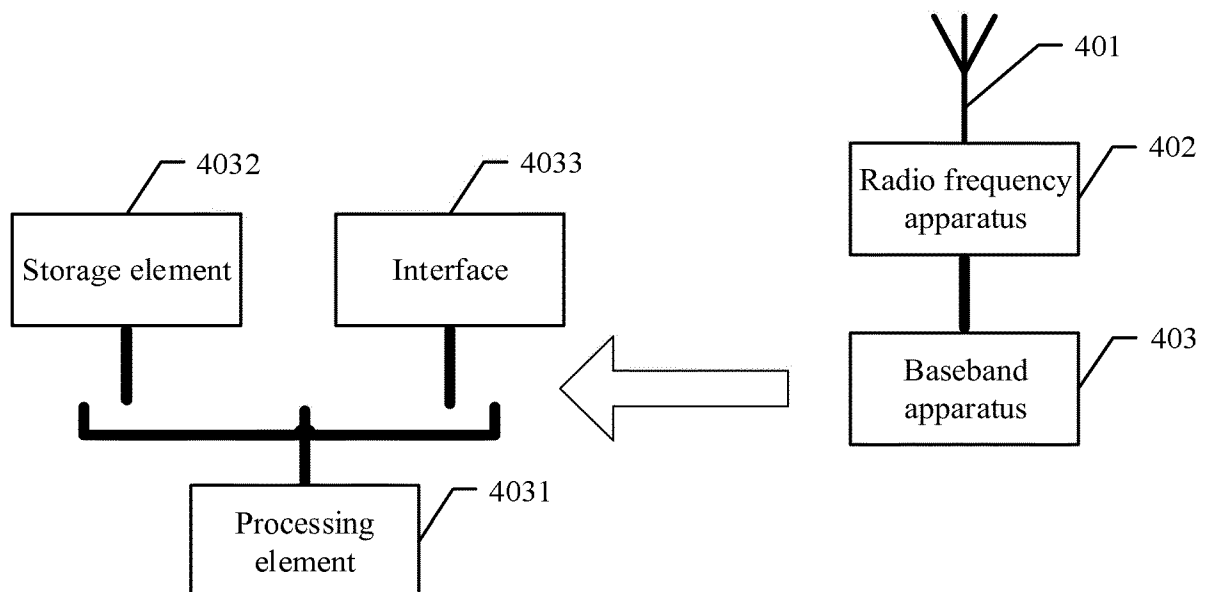 401
402
Radio frequency
apparatus
4032
4033
Storage element
Interface
403
Baseband
apparatus
4031
Processing
element